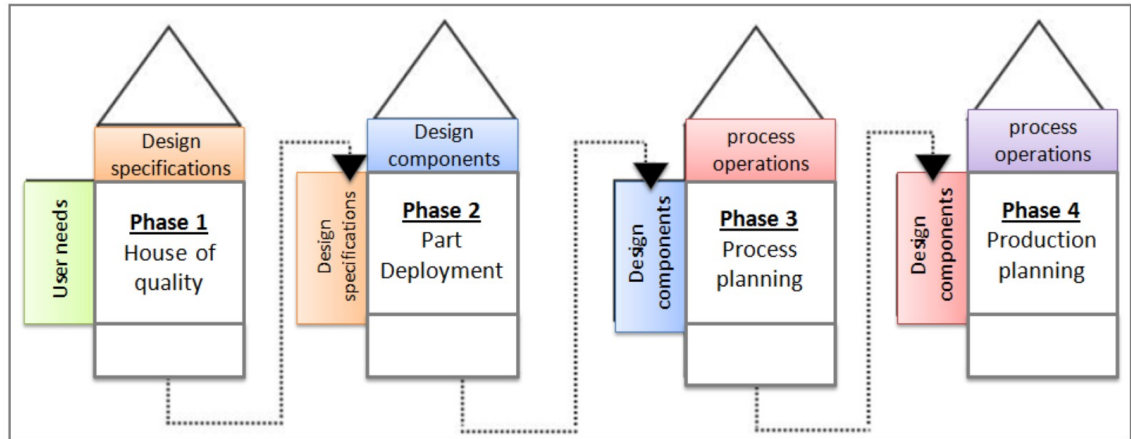 Design
specifications
User needs
Phase 1
House of
quality
Design
components
Design
specifications
Phase 2
Part
Deployment
process
operations
Design
components
Phase 3
Process
planning
process
operations
Design
components
Phase 4
Production
planning